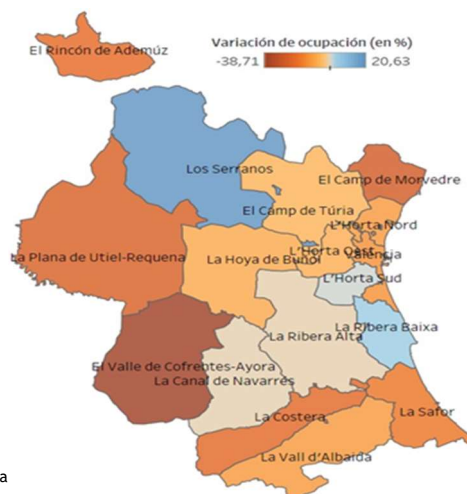 El Rincón de Ademúz
Variación de ocupación (en %)
-38,71 20,63
Los Serranos
El Camp de Morvedre
El Camp de Túria
L'Horta Nord
La Plana de Utiel-Requena
La Hoya de Buñol
L'Horta Oest
València
L'Horta Sud
La Ribera Baixa
La Ribera Alta
El Valle de Cofrentes-Ayora
La Canal de Navarrés
La Costera
La Safor
La Vall d'Albaida
a